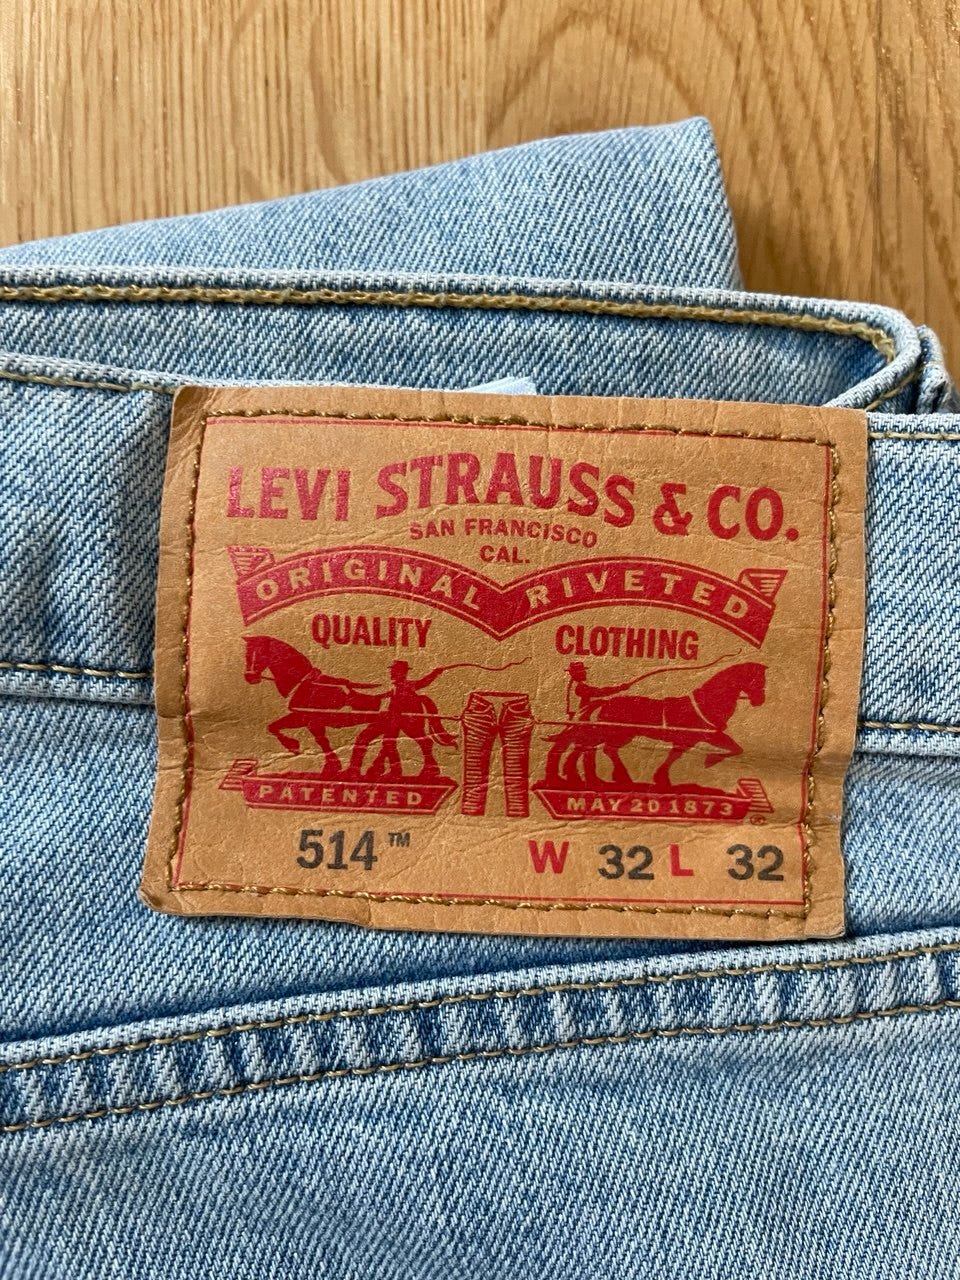 LEVI STRAUSS & CO.
SAN FRANCISCO
CAL.
ORIGINAL RIVETED
QUALITY CLOTHING
PATENTED MAY 20 1873 ®
514™ W 32 L 32